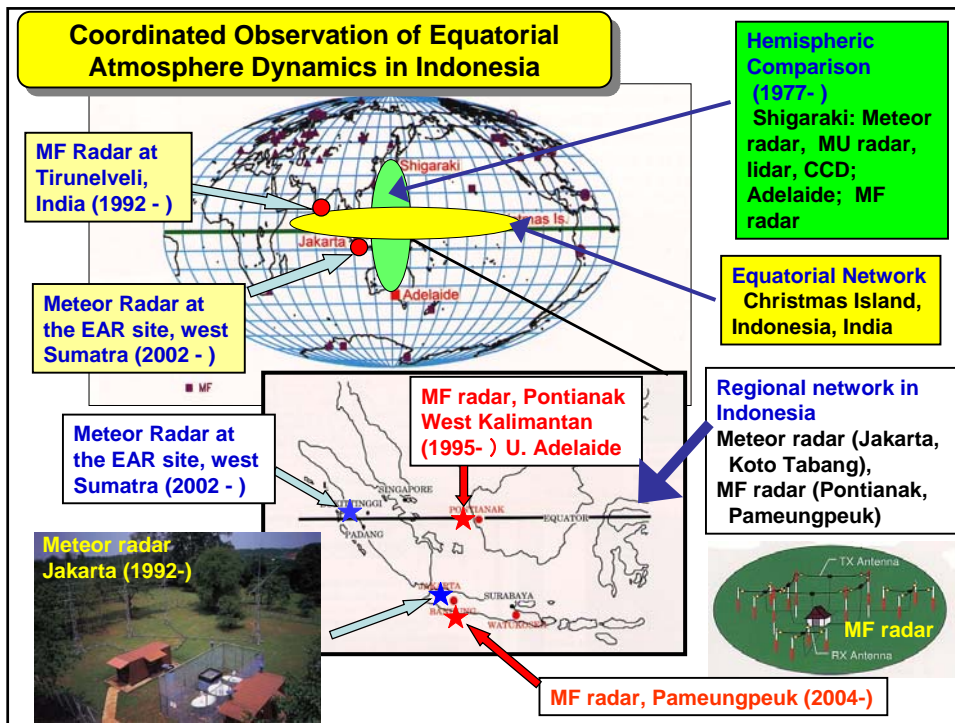 Coordinated Observation of Equatorial
Atmosphere Dynamics in Indonesia
Hemispheric
Comparison
(1977- )
Shigaraki: Meteor
radar, MU radar,
lidar, CCD;
Adelaide; MF
radar
MF Radar at
Tirunelveli,
India (1992 - )
Shigaraki
tmas Is.
Jakarta
Adelaide
Meteor Radar at
the EAR site, west
Sumatra (2002 - )
MF
Equatorial Network
Christmas Island,
Indonesia, India
MF radar, Pontianak
West Kalimantan
(1995- ) U. Adelaide
Regional network in
Indonesia
Meteor radar (Jakarta,
Koto Tabang),
MF radar (Pontianak,
Pameungpeuk)
Meteor Radar at
the EAR site, west
Sumatra (2002 - )
SINGAPORE
PONTIANAK
EQUATOR
PADANG
JAKARTA
SURABAYA
BANDUNG
Meteor radar
Jakarta (1992-)
TX Antenna
MF radar
RX Antenna
MF radar, Pameungpeuk (2004-)